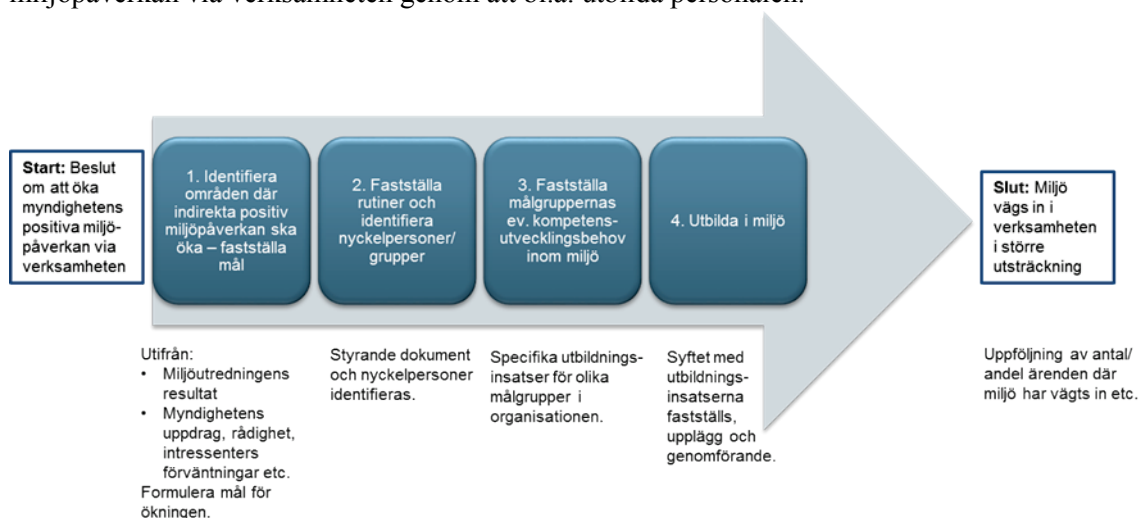 miljöpåverkan via verksamheten genom att bl.a. utbilda personalen.
Start: Beslut
om att öka
myndighetens
positiva miljö-
påverkan via
verksamheten
1. Identifiera
områden där
indirekta positiv
miljöpåverkan ska
öka – fastställa
mål
2. Fastställa
rutiner och
identifiera
nyckelpersoner/
grupper
3. Fastställa
målgruppernas
ev. kompetens-
utvecklingsbehov
inom miljö
4. Utbilda i miljö
Slut: Miljö
vägs in i
verksamheten
i större
utsträckning
Utifrån:
• Miljöutredningens
resultat
• Myndighetens
uppdrag, rådighet,
intressenters
förväntningar etc.
Formulera mål för
ökningen.
Styrande dokument
och nyckelpersoner
identifieras.
Specifika utbildnings-
insatser för olika
målgrupper i
organisationen.
Syftet med
utbildnings-
insatserna
fastställs,
upplägg och
genomförande.
Uppföljning av antal/
andel ärenden där
miljö har vägts in etc.